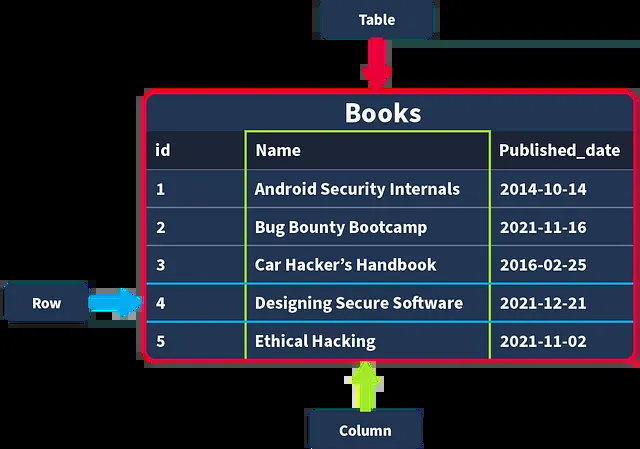 Table
Books
id Name Published_date
1 Android Security Internals 2014-10-14
2 Bug Bounty Bootcamp 2021-11-16
3 Car Hacker’s Handbook 2016-02-25
Row 4 Designing Secure Software 2021-12-21
5 Ethical Hacking 2021-11-02
Column